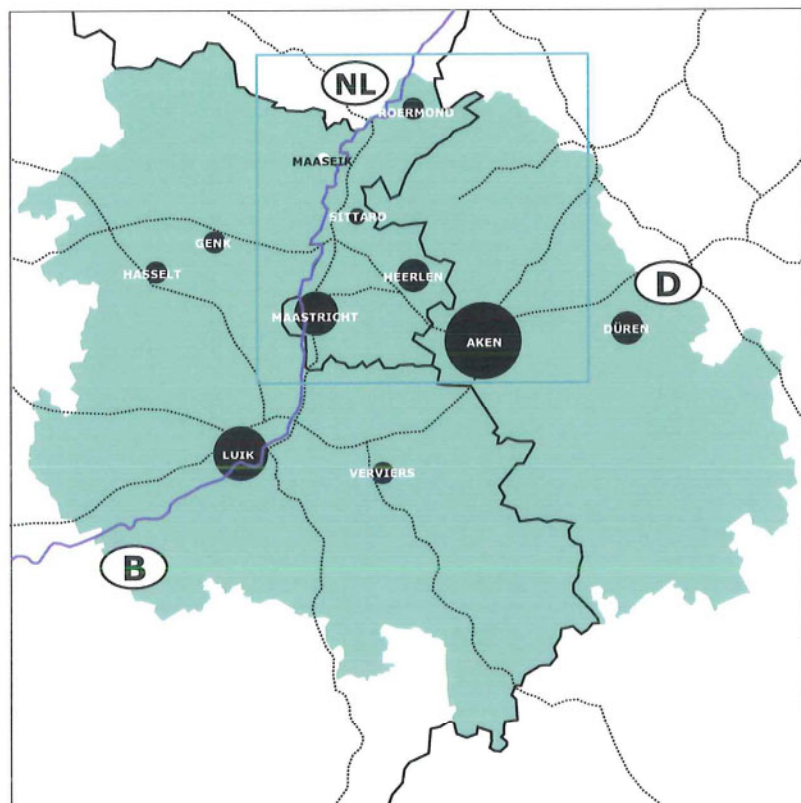 NL
ROERMOND
MAASEIK
SITTARD
GENK
HASSELT
HEERLEN
D
MAASTRICHT
AKEN
DÜREN
LUIK
VERVIERS
B